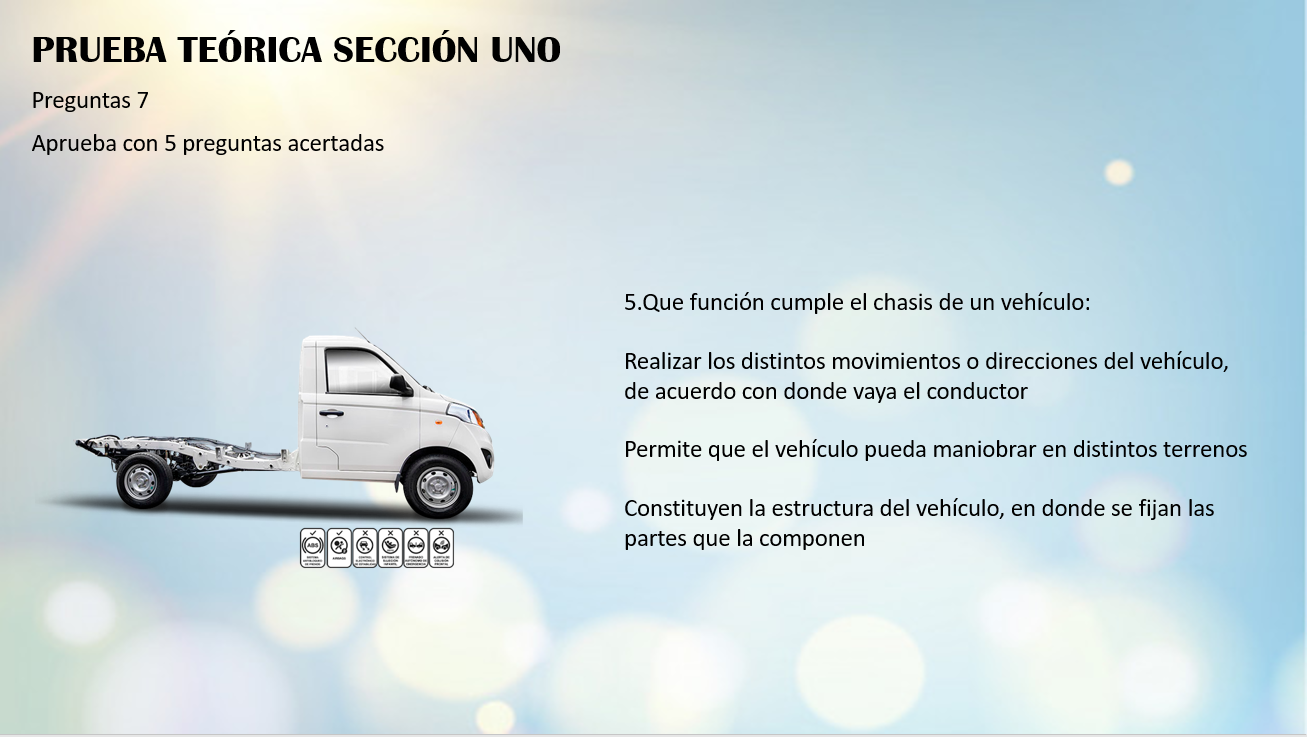 PRUEBA TEÓRICA SECCIÓN UNO
Preguntas 7
Aprueba con 5 preguntas acertadas
5.Que función cumple el chasis de un vehículo:
Realizar los distintos movimientos o direcciones del vehículo,
de acuerdo con donde vaya el conductor
Permite que el vehículo pueda maniobrar en distintos terrenos
Constituyen la estructura del vehículo, en donde se fijan las
partes que la componen
ABS
AIRBAGS